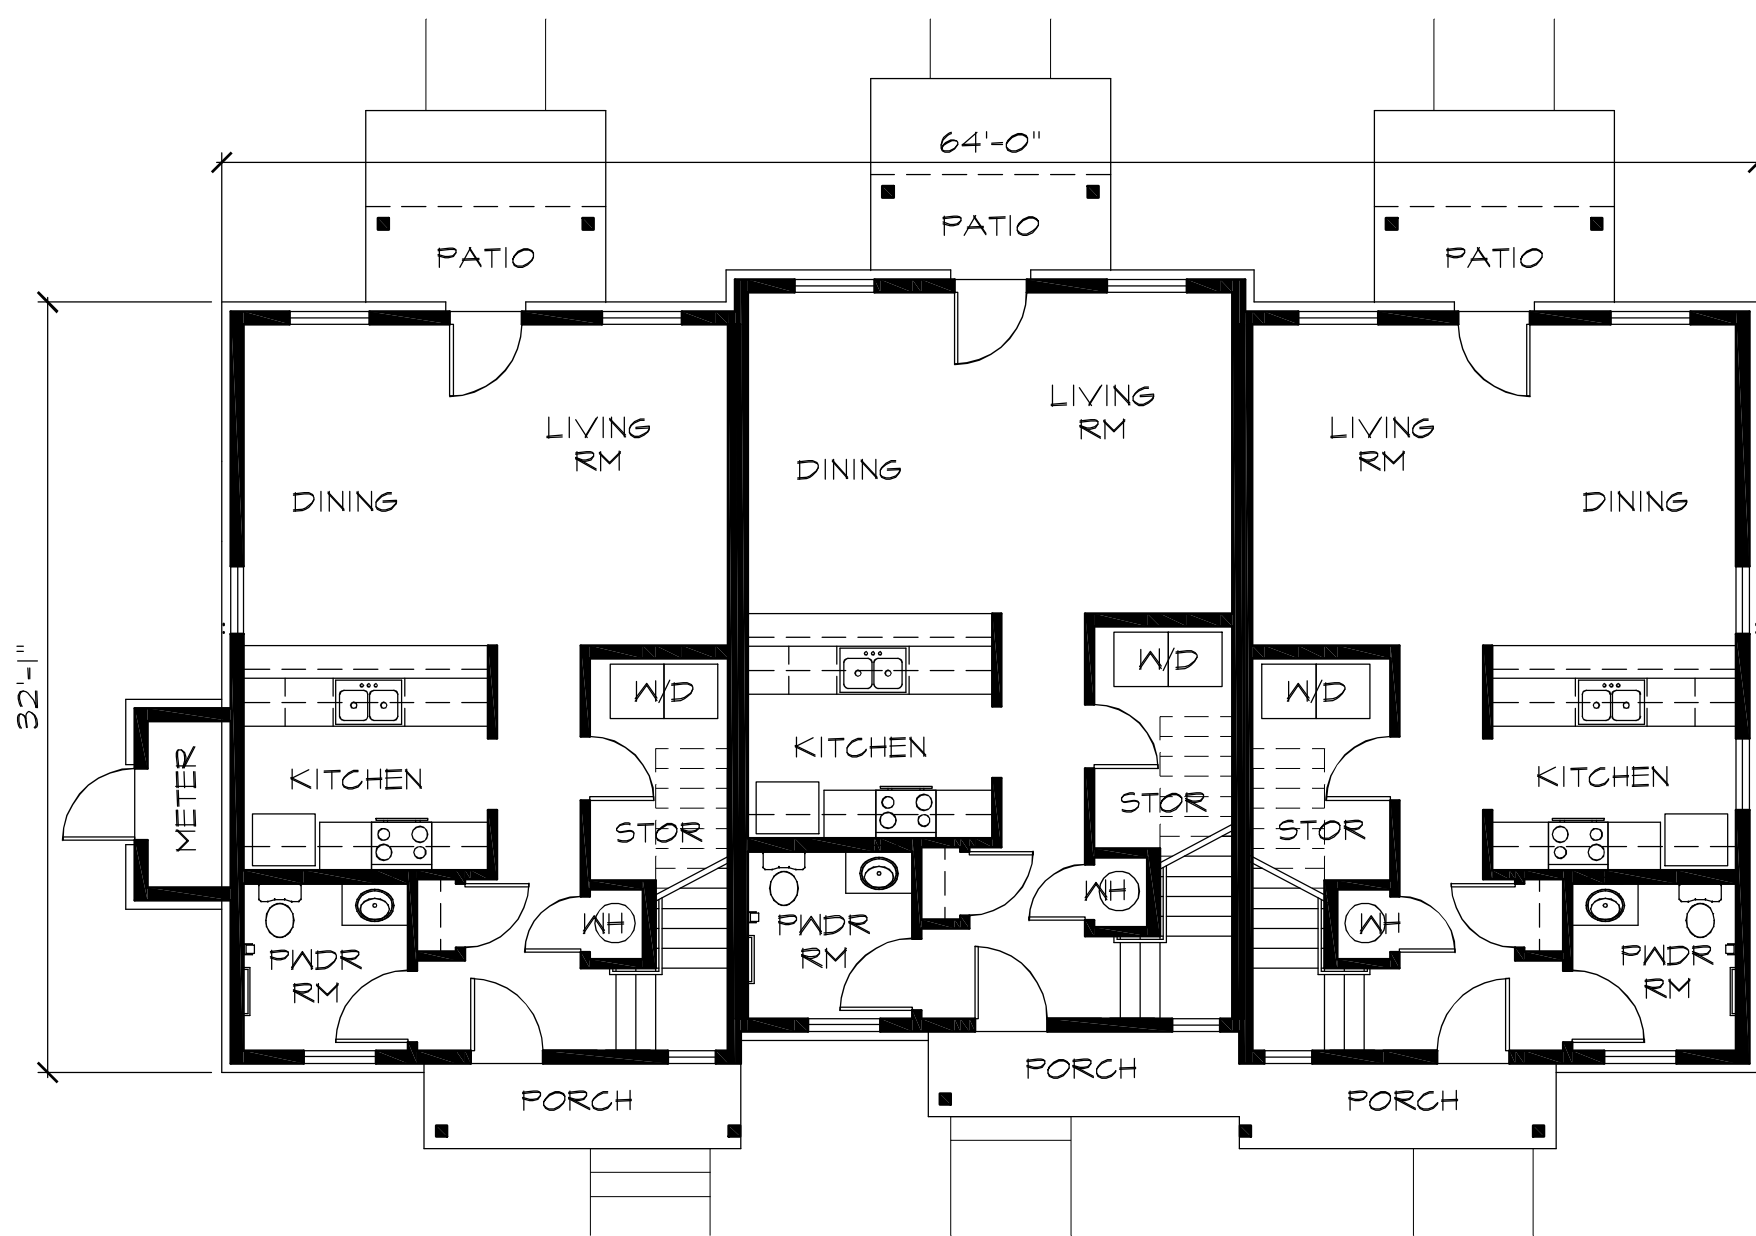 64'-0"
PATIO
PATIO
PATIO
LIVING
RM
LIVING
RM
LIVING
RM
DINING
DINING
DINING
32'-1"
W/D
W/D
W/D
KITCHEN
KITCHEN
KITCHEN
METER
STOR
STOR
STOR
WH
WH
WH
PWDR
RM
PWDR
RM
PWDR
RM
PORCH
PORCH
PORCH